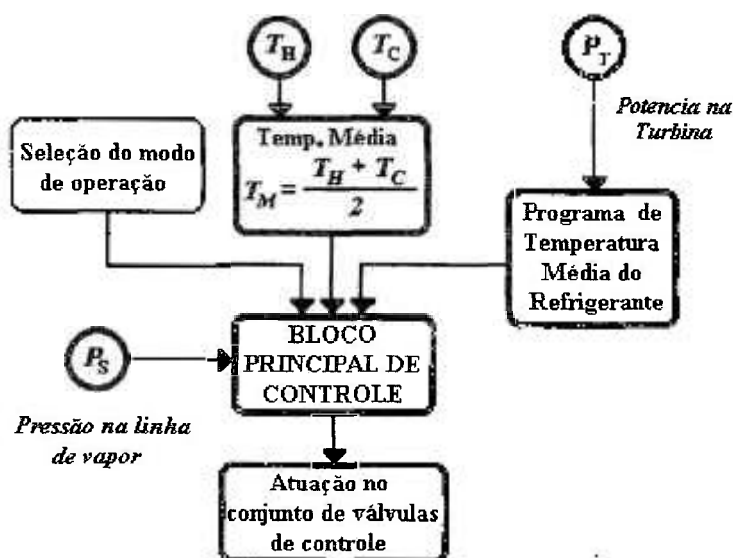 T_H
T_C
P_T
Potencia na
Turbina
Seleção do modo
de operação
Temp. Média
T_M = (T_H + T_C) / 2
Programa de
Temperatura
Média do
Refrigerante
BLOCO
PRINCIPAL DE
CONTROLE
P_S
Pressão na linha
de vapor
Atuação no
conjunto de válvulas
de controle